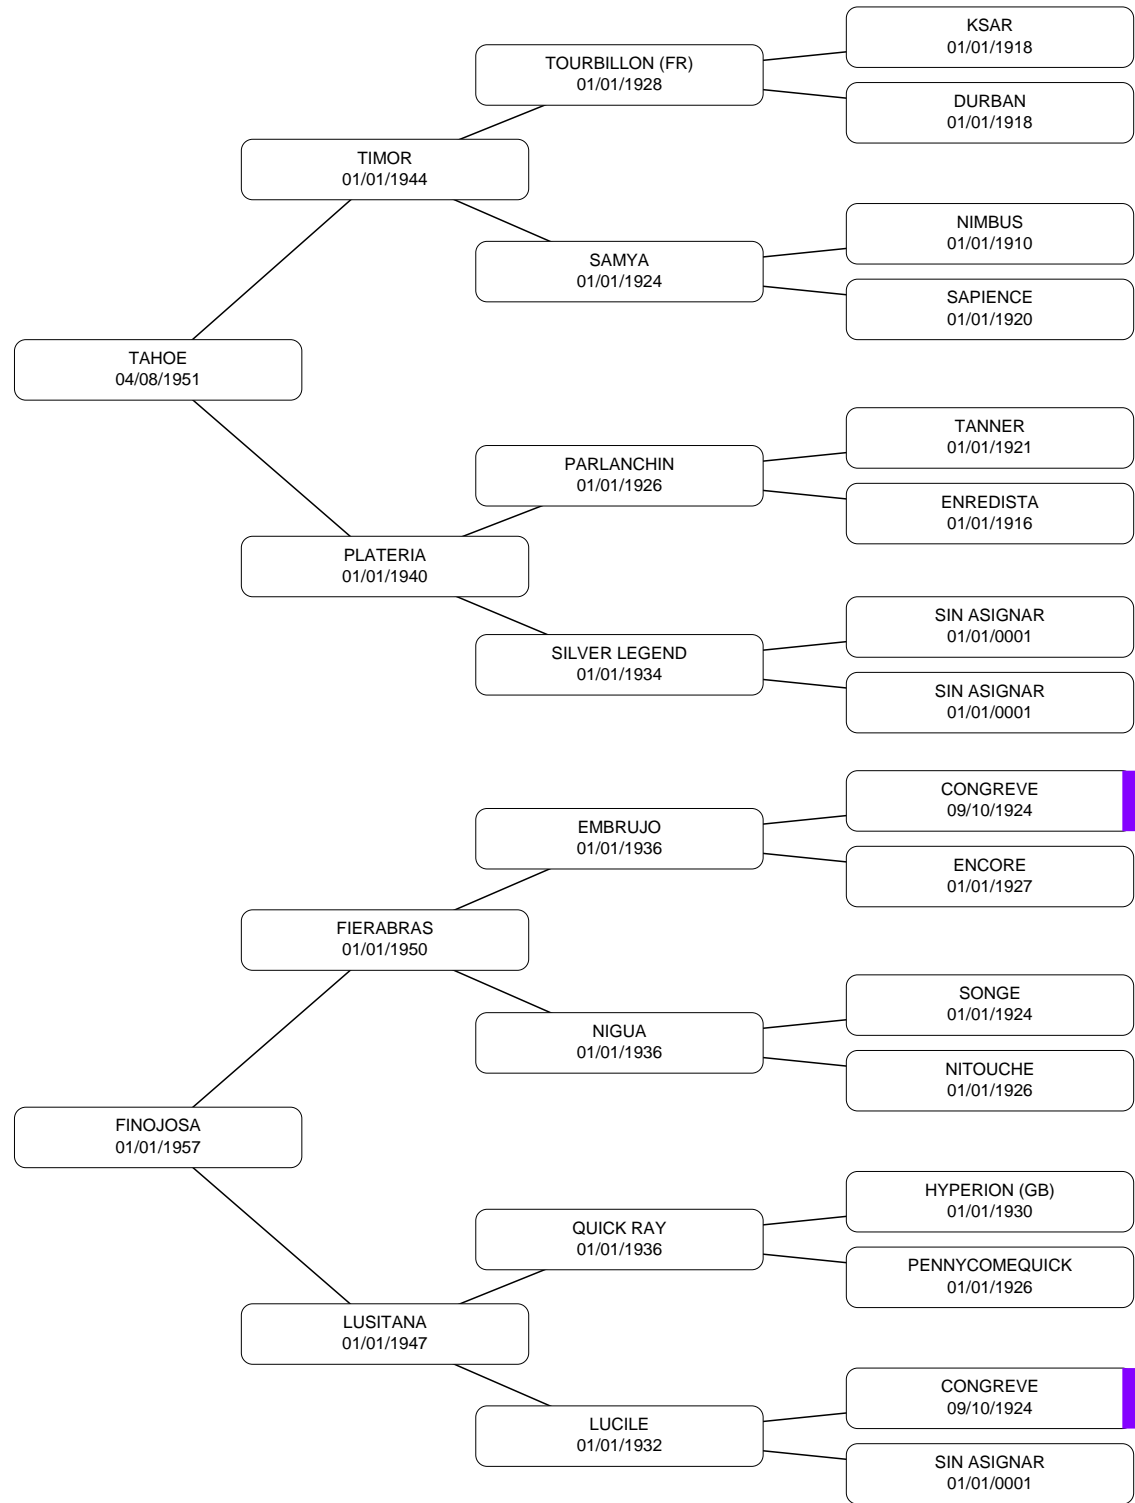 KSAR
01/01/1918
TOURBILLON (FR)
01/01/1928
DURBAN
01/01/1918
TIMOR
01/01/1944
NIMBUS
01/01/1910
SAMYA
01/01/1924
SAPIENCE
01/01/1920
TAHOE
04/08/1951
TANNER
01/01/1921
PARLANCHIN
01/01/1926
ENREDISTA
01/01/1916
PLATERIA
01/01/1940
SIN ASIGNAR
01/01/0001
SILVER LEGEND
01/01/1934
SIN ASIGNAR
01/01/0001
CONGREVE
09/10/1924
EMBRUJO
01/01/1936
ENCORE
01/01/1927
FIERABRAS
01/01/1950
SONGE
01/01/1924
NIGUA
01/01/1936
NITOUCHE
01/01/1926
FINOJOSA
01/01/1957
HYPERION (GB)
01/01/1930
QUICK RAY
01/01/1936
PENNYCOMEQUICK
01/01/1926
LUSITANA
01/01/1947
CONGREVE
09/10/1924
LUCILE
01/01/1932
SIN ASIGNAR
01/01/0001